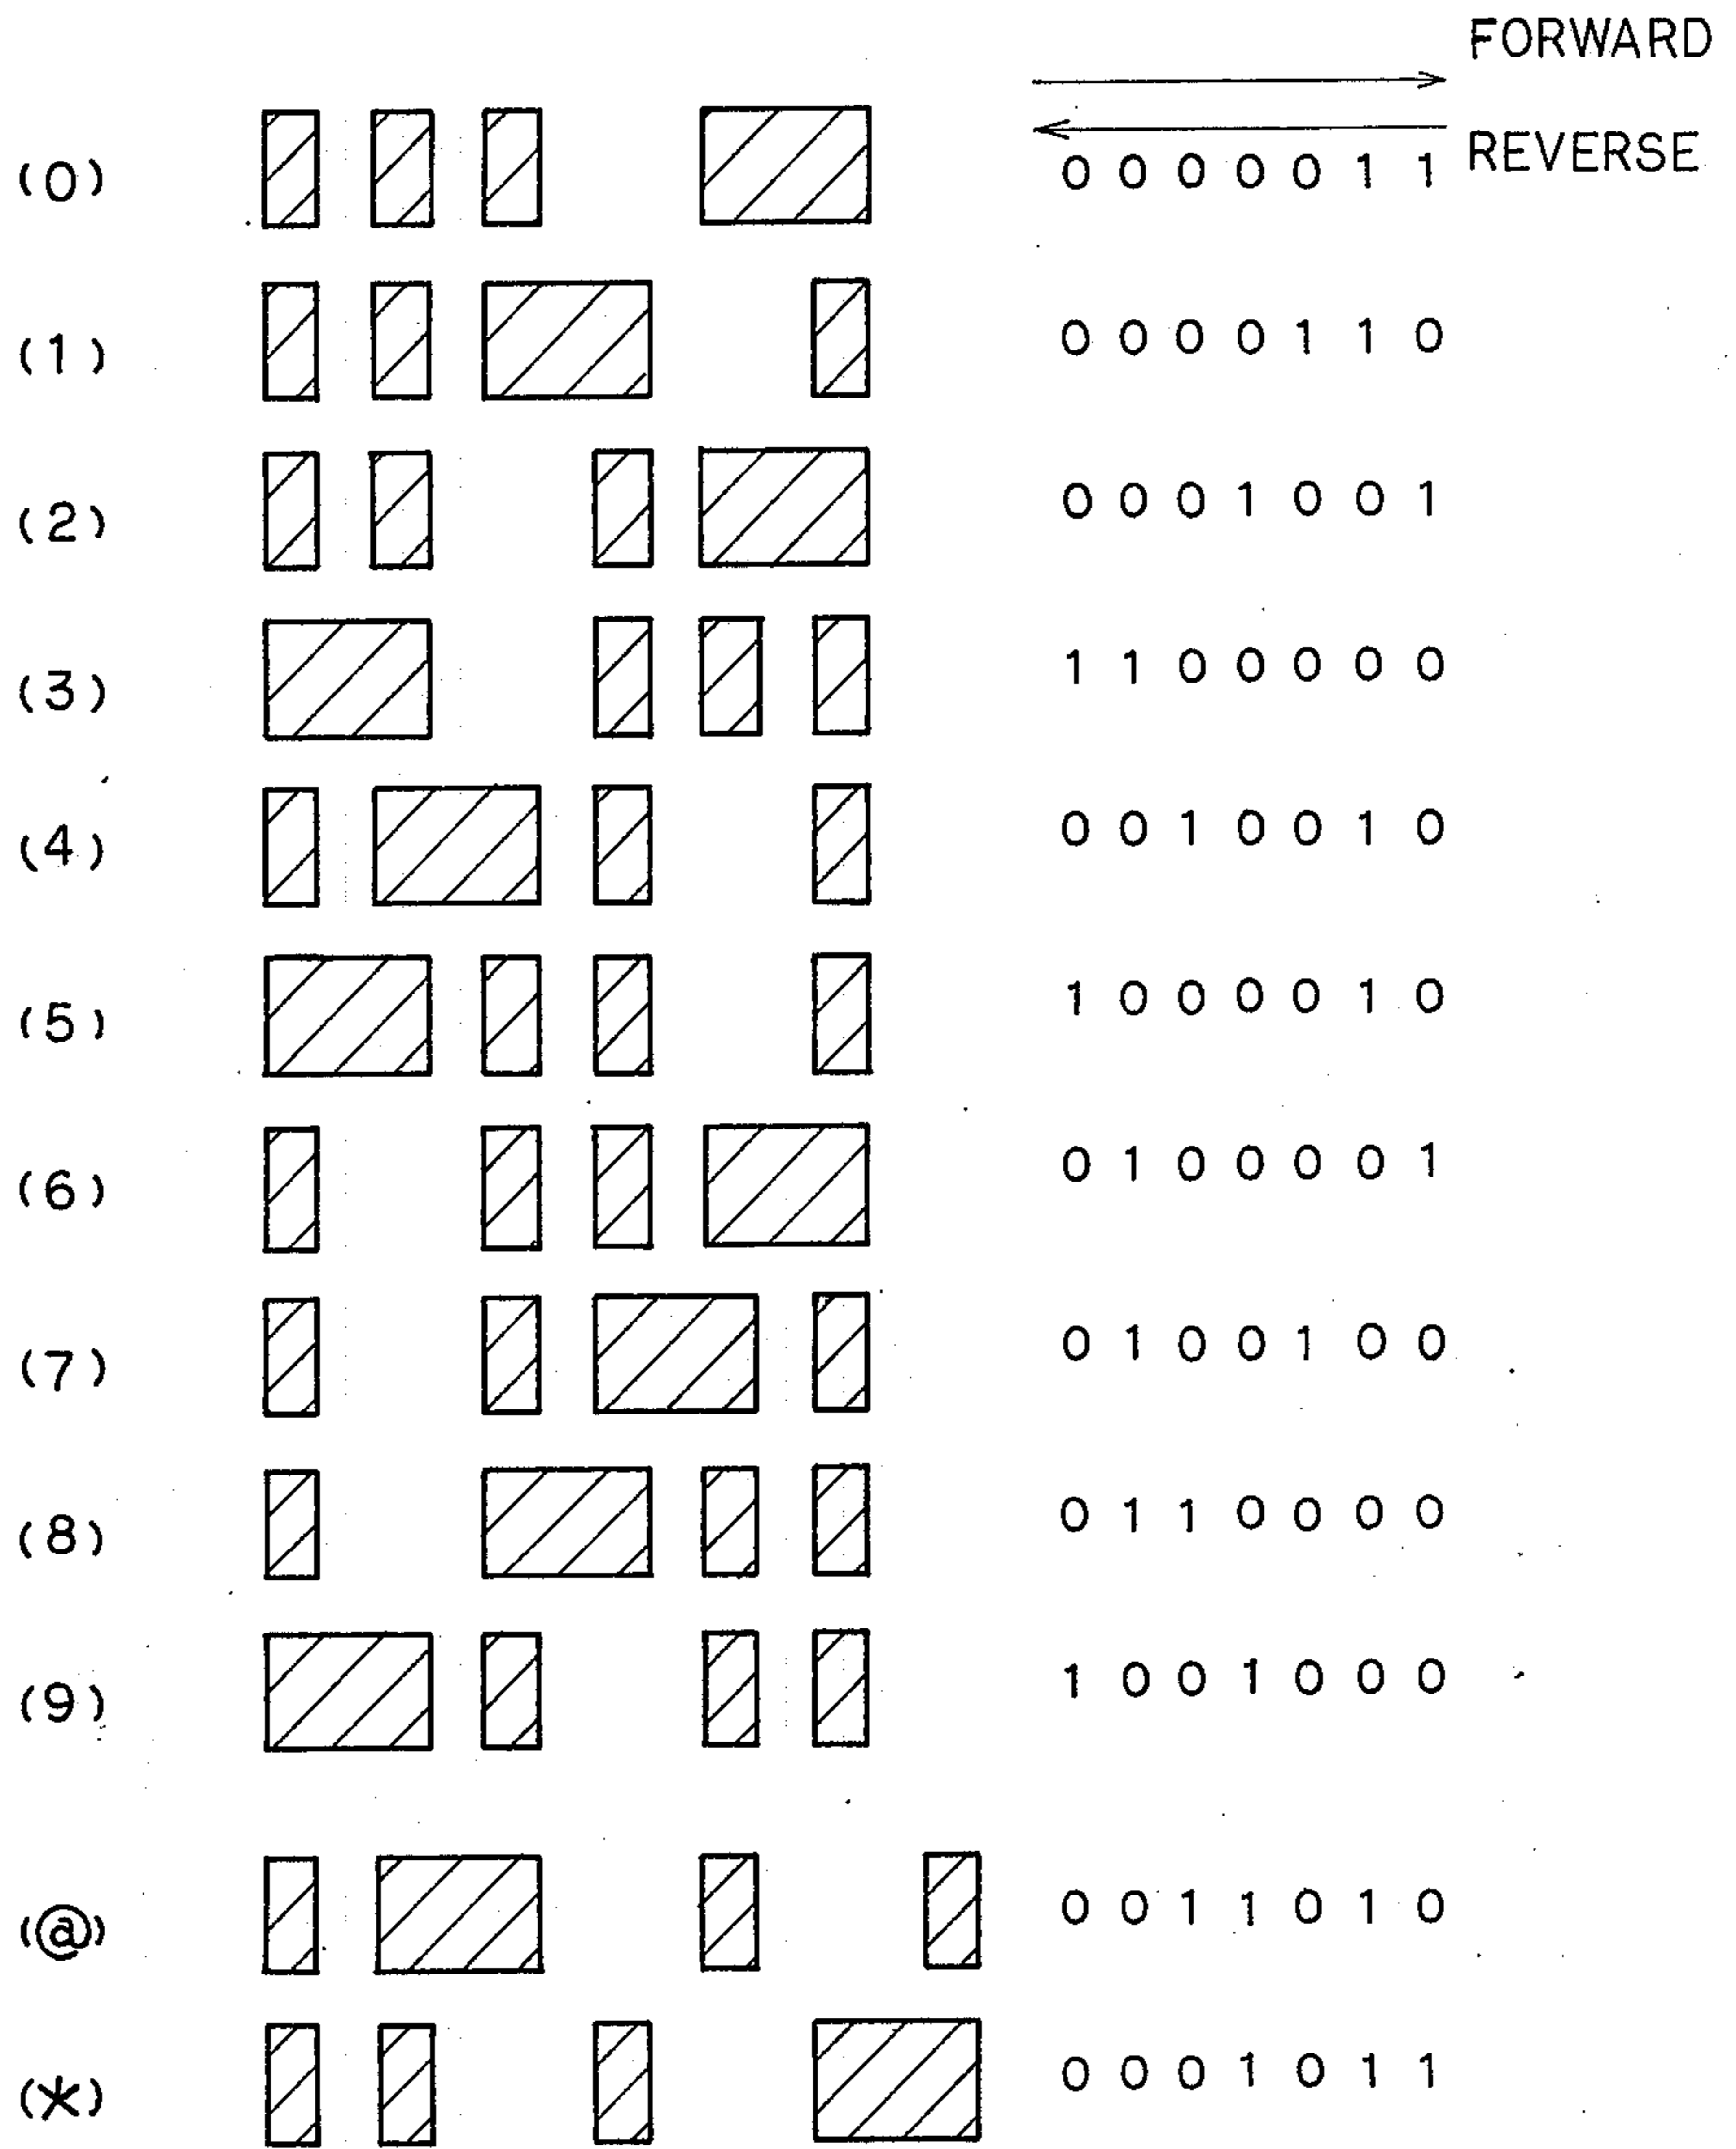 FORWARD
REVERSE
(0) 0 0 0 0 0 1 1
(1) 0 0 0 0 1 1 0
(2) 0 0 0 1 0 0 1
(3) 1 1 0 0 0 0 0
(4) 0 0 1 0 0 1 0
(5) 1 0 0 0 0 1 0
(6) 0 1 0 0 0 0 1
(7) 0 1 0 0 1 0 0
(8) 0 1 1 0 0 0 0
(9) 1 0 0 1 0 0 0
(@) 0 0 1 1 0 1 0
(*) 0 0 0 1 0 1 1